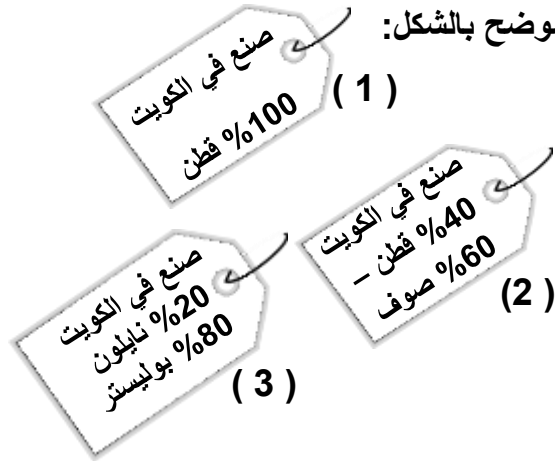 وضح بالشكل:
صنع في الكويت
100% قطن
( 1 )
صنع في الكويت
40% قطن –
60% صوف
(2 )
صنع في الكويت
20% نايلون
80% بوليستر
( 3 )